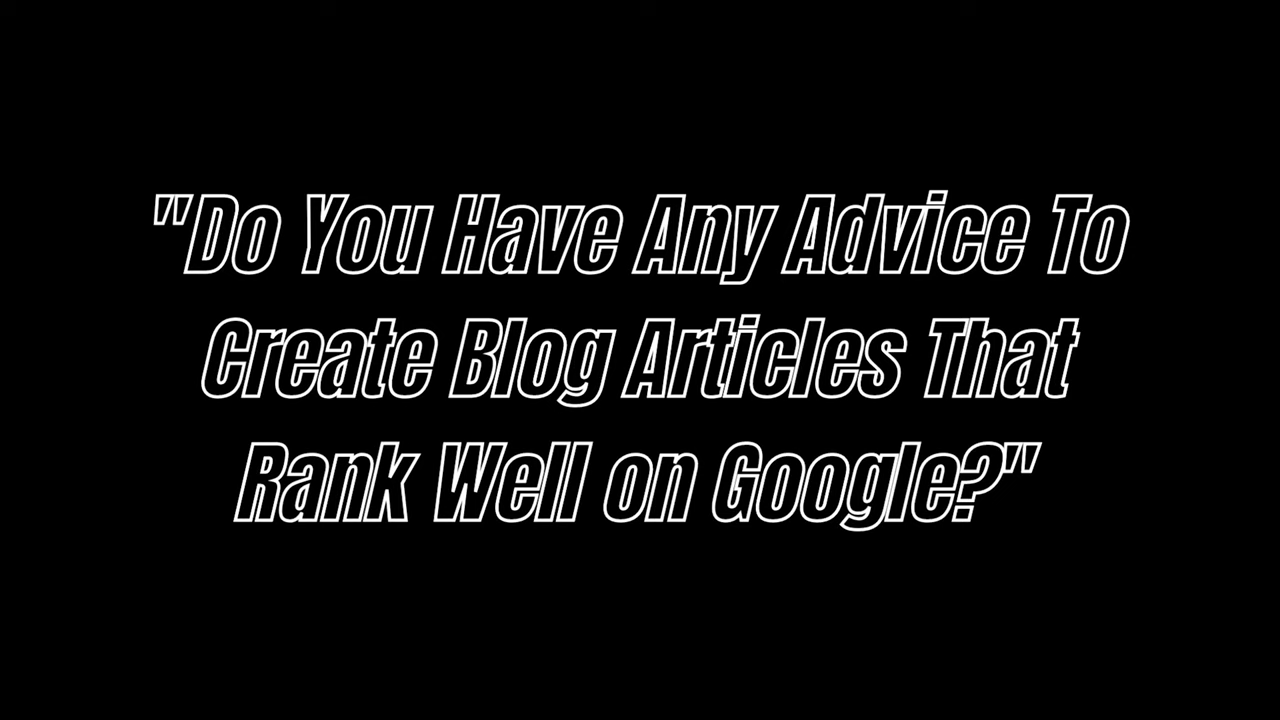 "Do You Have Any Advice To
Create Blog Articles That
Rank Well on Google?"